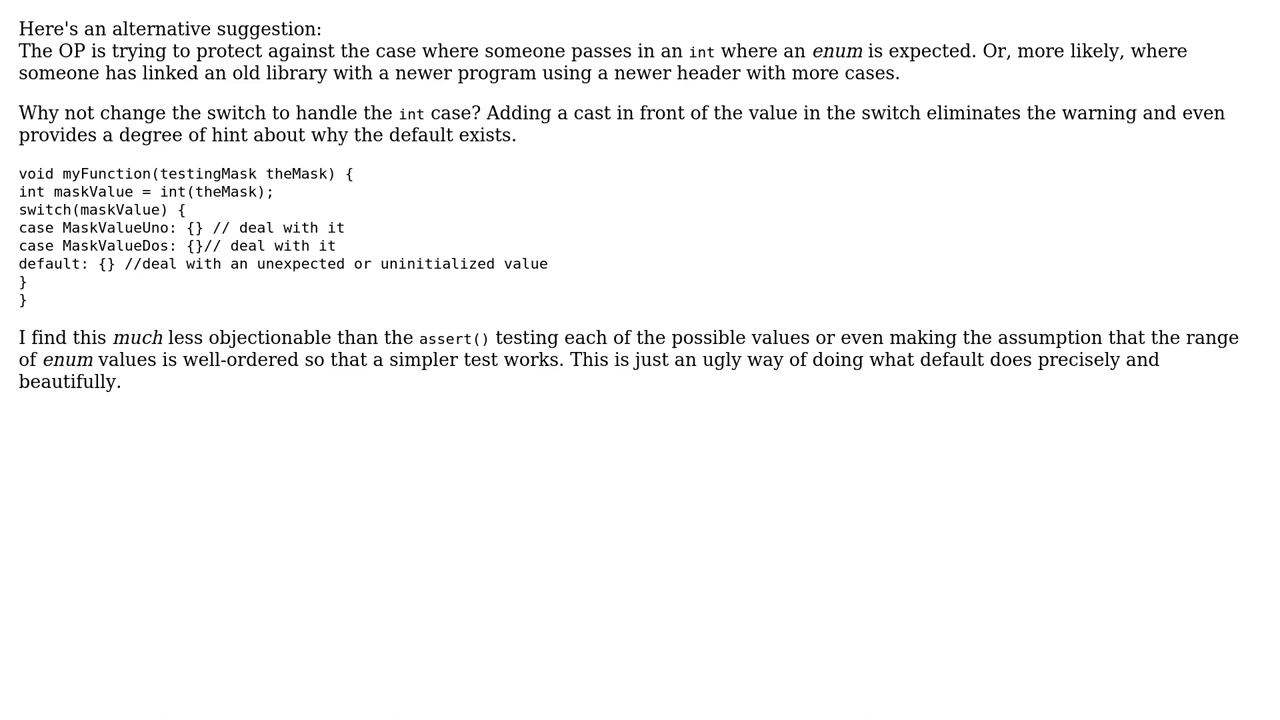 Here's an alternative suggestion:
The OP is trying to protect against the case where someone passes in an int where an enum is expected. Or, more likely, where
someone has linked an old library with a newer program using a newer header with more cases.
Why not change the switch to handle the int case? Adding a cast in front of the value in the switch eliminates the warning and even
provides a degree of hint about why the default exists.
void myFunction(testingMask theMask) {
int maskValue = int(theMask);
switch(maskValue) {
case MaskValueUno: {} // deal with it
case MaskValueDos: {}// deal with it
default: {} //deal with an unexpected or uninitialized value
}
}
I find this much less objectionable than the assert() testing each of the possible values or even making the assumption that the range
of enum values is well-ordered so that a simpler test works. This is just an ugly way of doing what default does precisely and
beautifully.